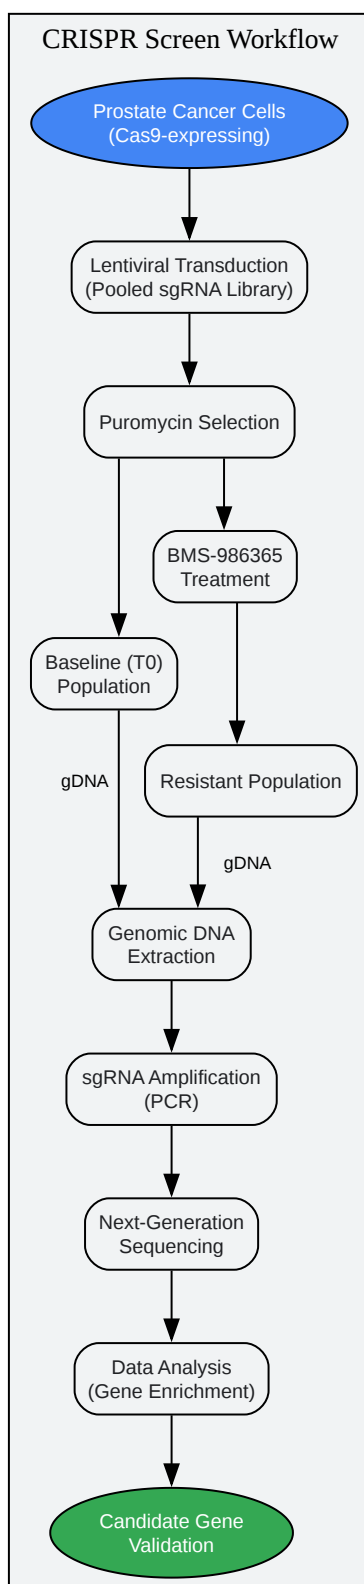 CRISPR Screen Workflow
Prostate Cancer Cells
(Cas9-expressing)
Lentiviral Transduction
(Pooled sgRNA Library)
Puromycin Selection
BMS-986365
Treatment
Baseline (T0)
Population
gDNA
Resistant Population
gDNA
Genomic DNA
Extraction
sgRNA Amplification
(PCR)
Next-Generation
Sequencing
Data Analysis
(Gene Enrichment)
Candidate Gene
Validation